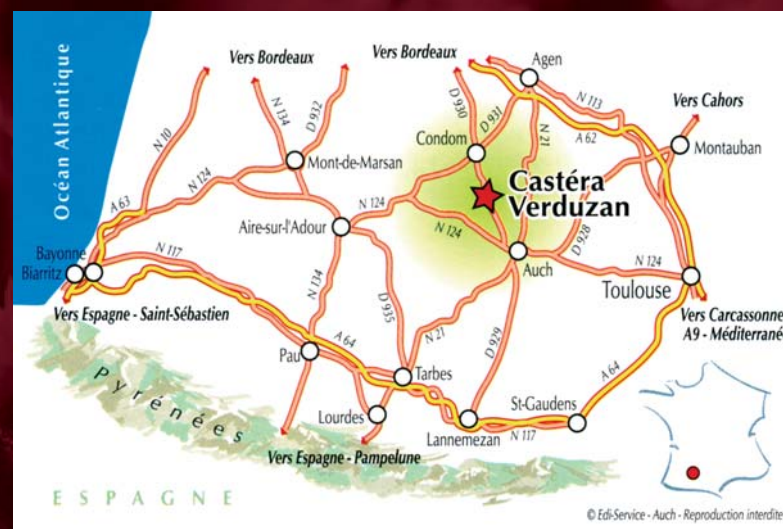 Océan Atlantique
Vers Bordeaux
Vers Bordeaux
Agen
N 10
N 134
D 932
D 930
D 931
N 21
N 113
A 62
Vers Cahors
Condom
Montauban
Mont-de-Marsan
A 63
N 124
Castéra
Verduzan
Aire-sur-l'Adour
N 124
N 124
D 928
Auch
N 124
Toulouse
Bayonne
Biarritz
N 117
Vers Espagne - Saint-Sébastien
N 134
D 935
N 21
D 929
Vers Carcassonne
A9 - Méditerrané
A 64
Pau
A 64
Tarbes
Pyrénées
Lourdes
St-Gaudens
Lannemezan
N 117
Vers Espagne - Pampelune
ESPAGNE
© Edi-Service - Auch - Reproduction interdite